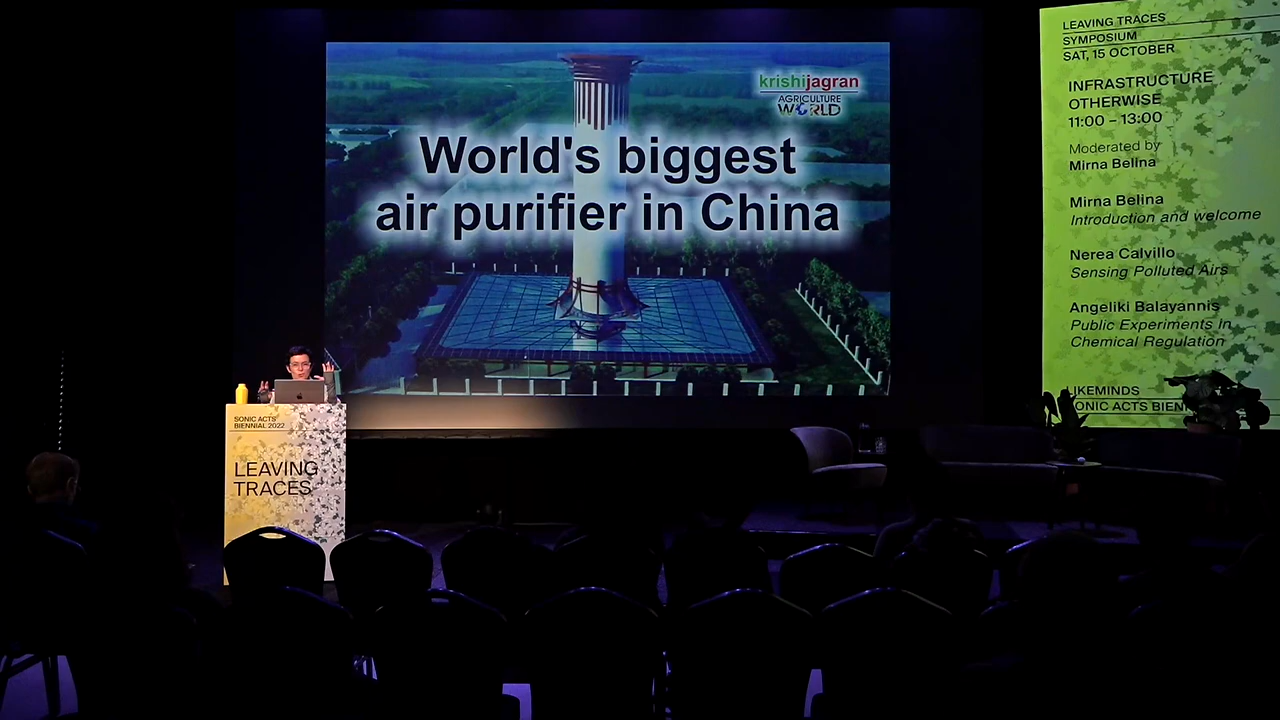 krishijagran
AGRICULTURE
WORLD
World's biggest
air purifier in China
SONIC ACTS
BIENNIAL 2022
LEAVING
TRACES
LEAVING TRACES
SYMPOSIUM
SAT, 15 OCTOBER
INFRASTRUCTURE
OTHERWISE
11:00 – 13:00
Moderated by
Mirna Belina
Mirna Belina
Introduction and welcome
Nerea Calvillo
Sensing Polluted Airs
Angeliki Balayannis
Public Experiments in
Chemical Regulation
LIKEMINDS
SONIC ACTS